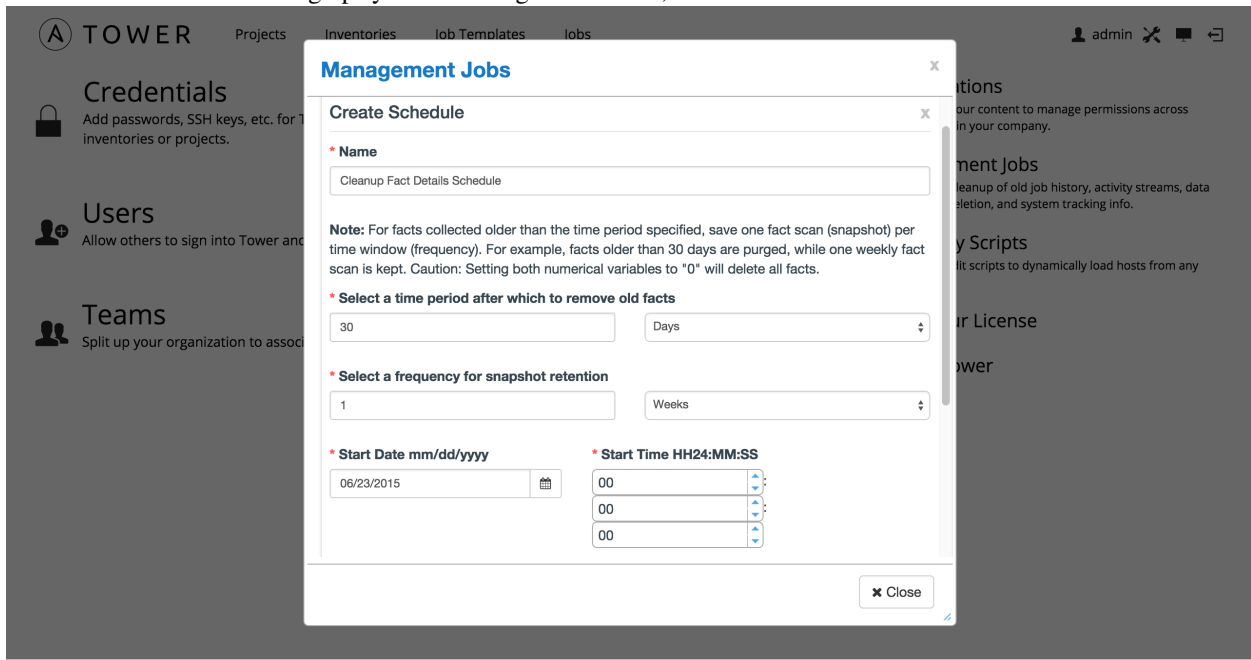 TOWER
Projects
Inventories
Job Templates
Jobs
admin
Credentials
Add passwords, SSH keys, etc. for T
inventories or projects.
Users
Allow others to sign into Tower and
Teams
Split up your organization to associ
Management Jobs
x
Create Schedule
x
* Name
Cleanup Fact Details Schedule
Note: For facts collected older than the time period specified, save one fact scan (snapshot) per
time window (frequency). For example, facts older than 30 days are purged, while one weekly fact
scan is kept. Caution: Setting both numerical variables to "0" will delete all facts.
* Select a time period after which to remove old facts
30
Days
* Select a frequency for snapshot retention
1
Weeks
* Start Date mm/dd/yyyy
* Start Time HH24:MM:SS
06/23/2015
00 :
00 :
00
Close
ations
our content to manage permissions across
in your company.
ment Jobs
leanup of old job history, activity streams, data
eletion, and system tracking info.
y Scripts
dit scripts to dynamically load hosts from any
ur License
ower